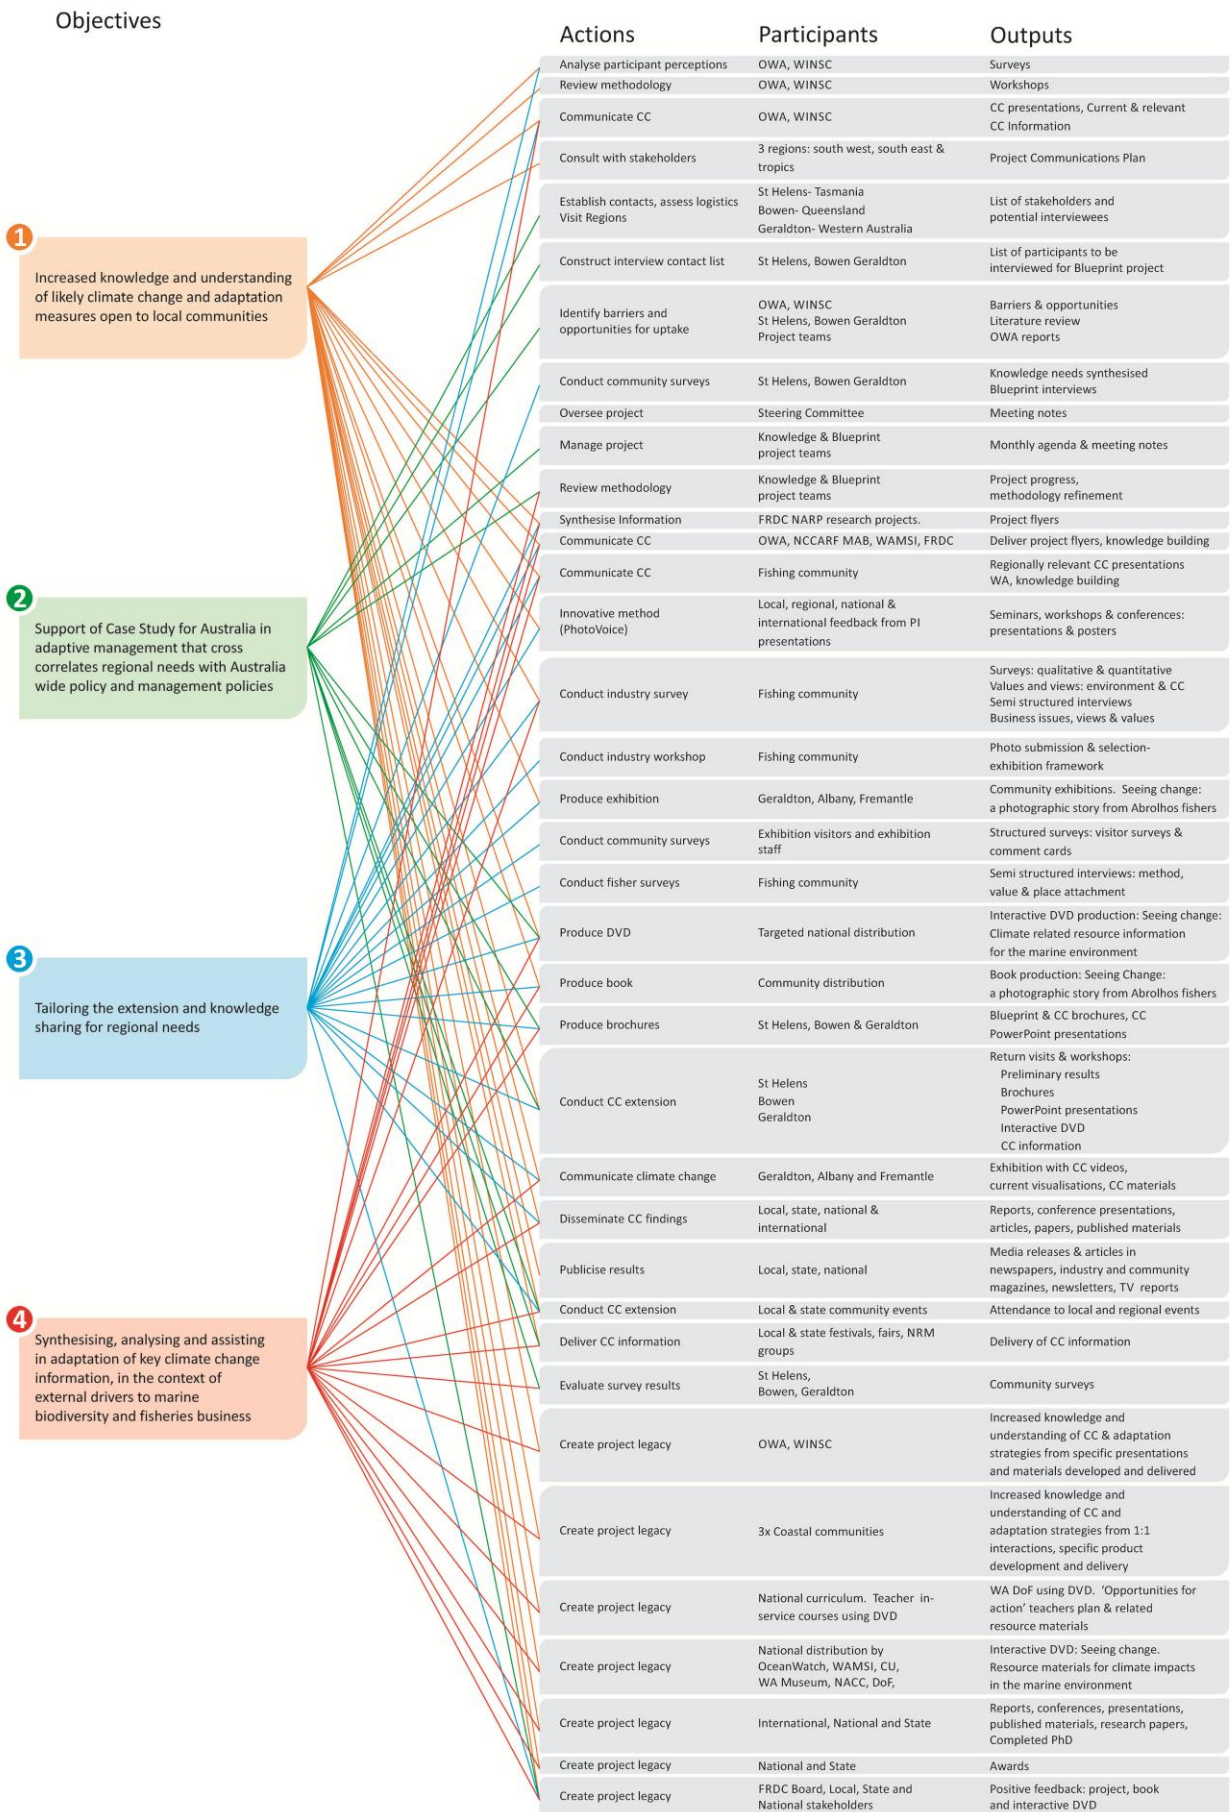 Objectives
Actions
Participants
Outputs
1
Increased knowledge and understanding
of likely climate change and adaptation
measures open to local communities
2
Support of Case Study for Australia in
adaptive management that cross
correlates regional needs with Australia
wide policy and management policies
3
Tailoring the extension and knowledge
sharing for regional needs
4
Synthesising, analysing and assisting
in adaptation of key climate change
information, in the context of
external drivers to marine
biodiversity and fisheries business
Analyse participant perceptions
OWA, WINSC
Surveys
Review methodology
OWA, WINSC
Workshops
Communicate CC
OWA, WINSC
CC presentations, Current & relevant
CC Information
Consult with stakeholders
3 regions: south west, south east &
tropics
Project Communications Plan
Establish contacts, assess logistics
Visit Regions
St Helens- Tasmania
Bowen- Queensland
Geraldton- Western Australia
List of stakeholders and
potential interviewees
Construct interview contact list
St Helens, Bowen Geraldton
List of participants to be
interviewed for Blueprint project
Identify barriers and
opportunities for uptake
OWA, WINSC
St Helens, Bowen Geraldton
Project teams
Barriers & opportunities
Literature review
OWA reports
Conduct community surveys
St Helens, Bowen Geraldton
Knowledge needs synthesised
Blueprint interviews
Oversee project
Steering Committee
Meeting notes
Manage project
Knowledge & Blueprint
project teams
Monthly agenda & meeting notes
Review methodology
Knowledge & Blueprint
project teams
Project progress,
methodology refinement
Synthesise Information
FRDC NARP research projects.
Project flyers
Communicate CC
OWA, NCCARF MAB, WAMSI, FRDC
Deliver project flyers, knowledge building
Communicate CC
Fishing community
Regionally relevant CC presentations
WA, knowledge building
Innovative method
(PhotoVoice)
Local, regional, national &
international feedback from PI
presentations
Seminars, workshops & conferences:
presentations & posters
Conduct industry survey
Fishing community
Surveys: qualitative & quantitative
Values and views: environment & CC
Semi structured interviews
Business issues, views & values
Conduct industry workshop
Fishing community
Photo submission & selection-
exhibition framework
Produce exhibition
Geraldton, Albany, Fremantle
Community exhibitions. Seeing change:
a photographic story from Abrolhos fishers
Conduct community surveys
Exhibition visitors and exhibition
staff
Structured surveys: visitor surveys &
comment cards
Conduct fisher surveys
Fishing community
Semi structured interviews: method,
value & place attachment
Produce DVD
Targeted national distribution
Interactive DVD production: Seeing change:
Climate related resource information
for the marine environment
Produce book
Community distribution
Book production: Seeing Change:
a photographic story from Abrolhos fishers
Produce brochures
St Helens, Bowen & Geraldton
Blueprint & CC brochures, CC
PowerPoint presentations
Conduct CC extension
St Helens
Bowen
Geraldton
Return visits & workshops:
Preliminary results
Brochures
PowerPoint presentations
Interactive DVD
CC information
Communicate climate change
Geraldton, Albany and Fremantle
Exhibition with CC videos,
current visualisations, CC materials
Disseminate CC findings
Local, state, national &
international
Reports, conference presentations,
articles, papers, published materials
Publicise results
Local, state, national
Media releases & articles in
newspapers, industry and community
magazines, newsletters, TV reports
Conduct CC extension
Local & state community events
Attendance to local and regional events
Deliver CC information
Local & state festivals, fairs, NRM
groups
Delivery of CC information
Evaluate survey results
St Helens,
Bowen, Geraldton
Community surveys
Create project legacy
OWA, WINSC
Increased knowledge and
understanding of CC & adaptation
strategies from specific presentations
and materials developed and delivered
Create project legacy
3x Coastal communities
Increased knowledge and
understanding of CC and
adaptation strategies from 1:1
interactions, specific product
development and delivery
Create project legacy
National curriculum. Teacher in-
service courses using DVD
WA DoF using DVD. ‘Opportunities for
action’ teachers plan & related
resource materials
Create project legacy
National distribution by
OceanWatch, WAMSI, CU,
WA Museum, NACC, DoF,
Interactive DVD: Seeing change.
Resource materials for climate impacts
in the marine environment
Create project legacy
International, National and State
Reports, conferences, presentations,
published materials, research papers,
Completed PhD
Create project legacy
National and State
Awards
Create project legacy
FRDC Board, Local, State and
National stakeholders
Positive feedback: project, book
and interactive DVD